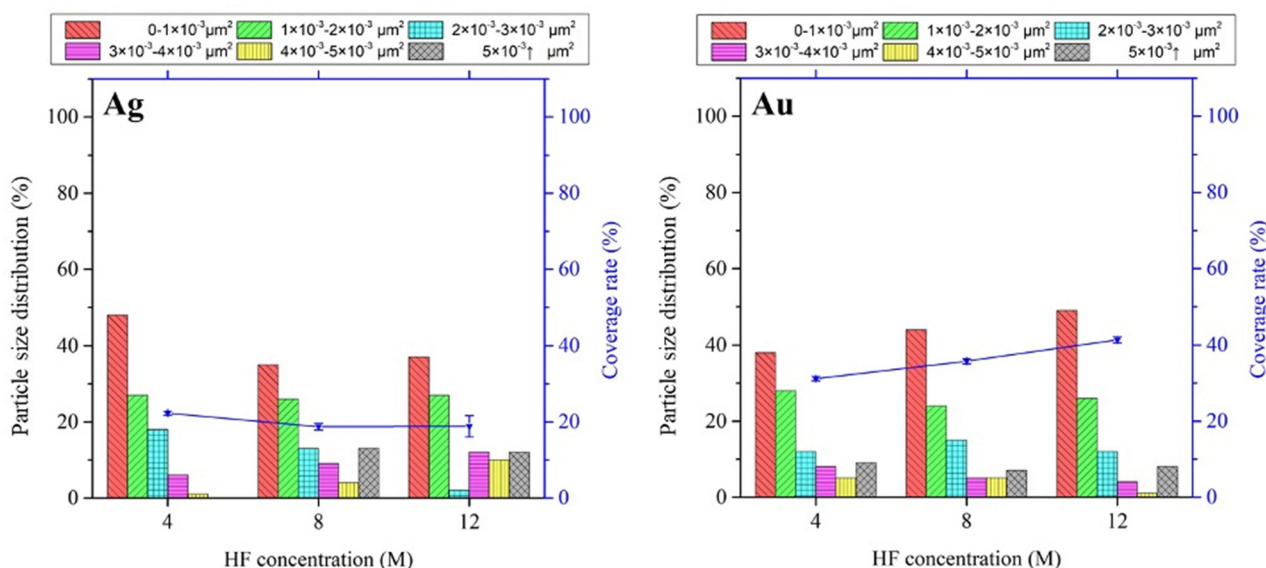 0-1×10⁻³μm² 1×10⁻³-2×10⁻³ μm² 2×10⁻³-3×10⁻³ μm²
3×10⁻³-4×10⁻³ μm² 4×10⁻³-5×10⁻³ μm² 5×10⁻³↑ μm²
Ag
Particle size distribution (%)
100
80
60
40
20
0
4 8 12
HF concentration (M)
100
80
60
40
20
0
Coverage rate (%)
0-1×10⁻³μm² 1×10⁻³-2×10⁻³ μm² 2×10⁻³-3×10⁻³ μm²
3×10⁻³-4×10⁻³ μm² 4×10⁻³-5×10⁻³ μm² 5×10⁻³↑ μm²
Au
Particle size distribution (%)
100
80
60
40
20
0
4 8 12
HF concentration (M)
100
80
60
40
20
0
Coverage rate (%)